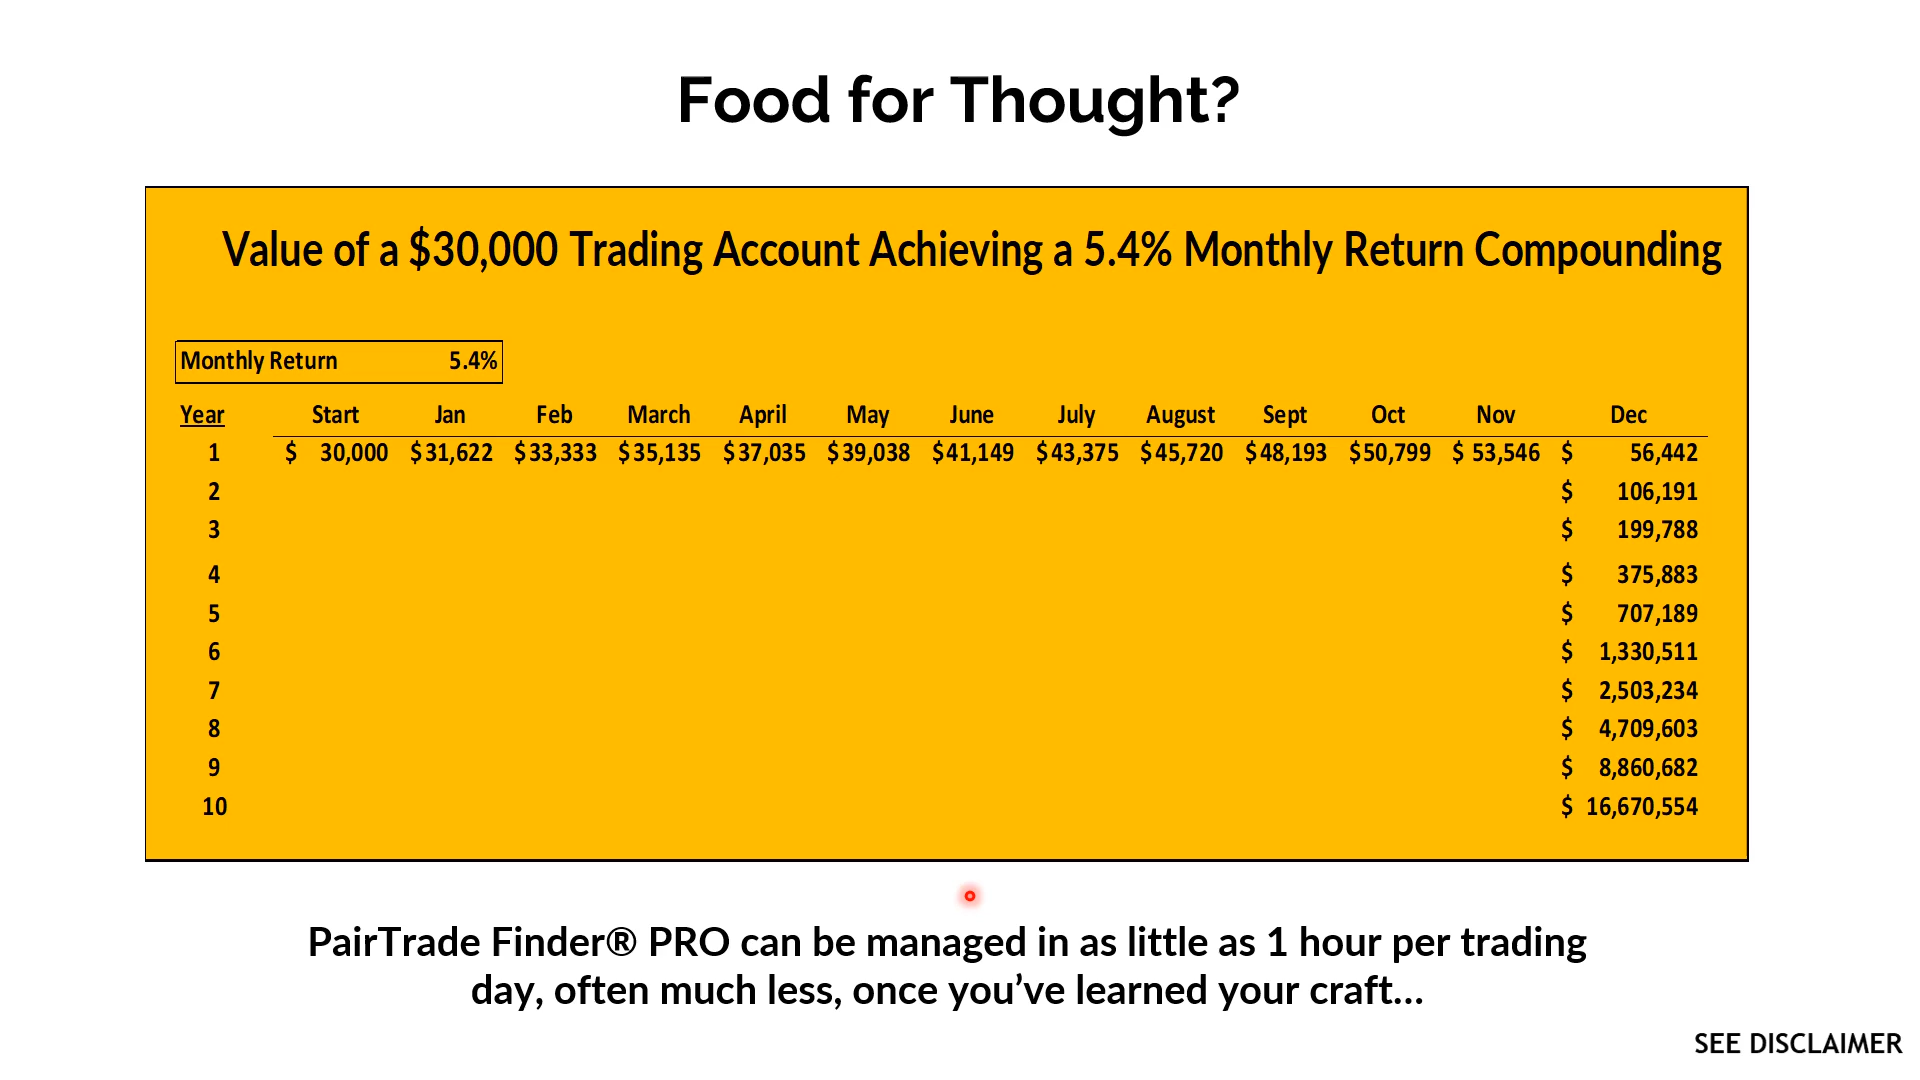 Food for Thought?
Value of a $30,000 Trading Account Achieving a 5.4% Monthly Return Compounding
Monthly Return 5.4%
Year Start Jan Feb March April May June July August Sept Oct Nov Dec
1 $ 30,000 $31,622 $33,333 $35,135 $37,035 $39,038 $41,149 $43,375 $45,720 $48,193 $50,799 $ 53,546 $ 56,442
2 $ 106,191
3 $ 199,788
4 $ 375,883
5 $ 707,189
6 $ 1,330,511
7 $ 2,503,234
8 $ 4,709,603
9 $ 8,860,682
10 $ 16,670,554
PairTrade Finder® PRO can be managed in as little as 1 hour per trading
day, often much less, once you’ve learned your craft...
SEE DISCLAIMER